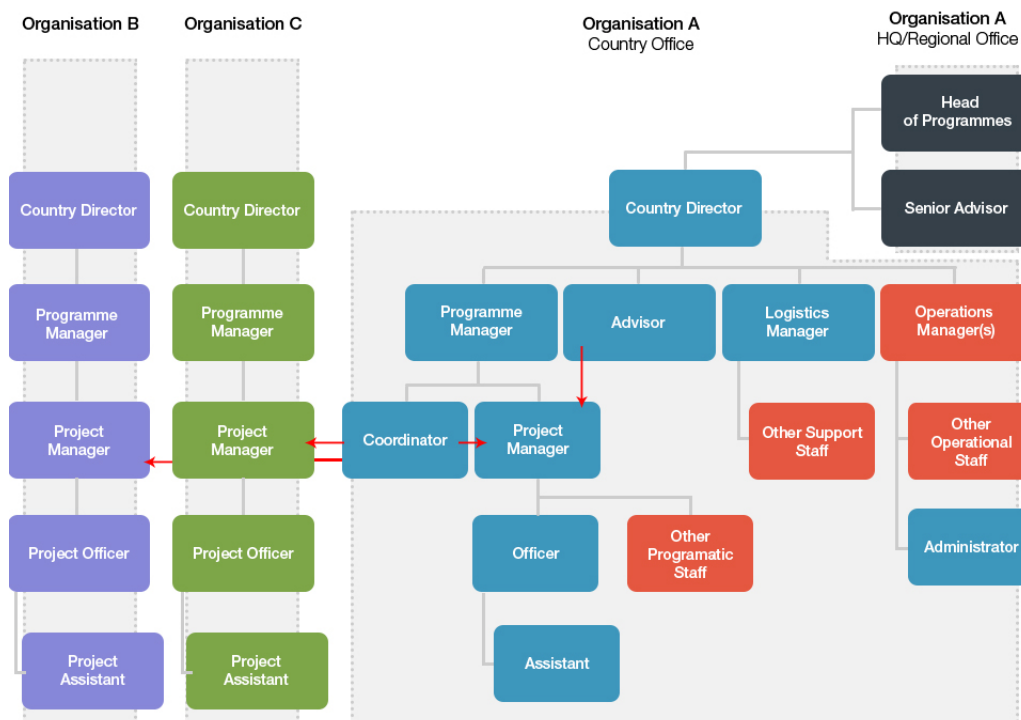 Organisation B
Organisation C
Organisation A
Country Office
Organisation A
HQ/Regional Office
Head
of Programmes
Senior Advisor
Country Director
Country Director
Country Director
Programme
Manager
Programme
Manager
Programme
Manager
Advisor
Logistics
Manager
Operations
Manager(s)
Project
Manager
Project
Manager
Coordinator
Project
Manager
Other Support
Staff
Other
Operational
Staff
Project Officer
Project Officer
Officer
Other
Programatic
Staff
Administrator
Project
Assistant
Project
Assistant
Assistant